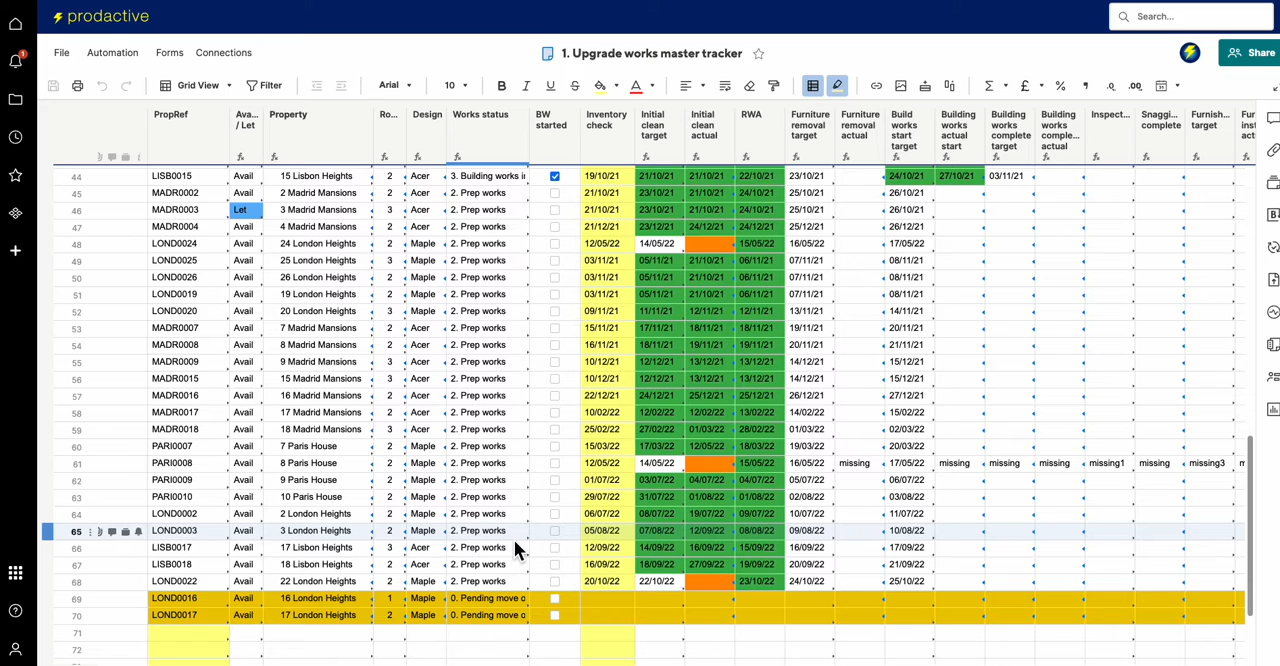 prodactive
Search...
File Automation Forms Connections
1. Upgrade works master tracker
Share
1
Grid View Filter Arial 10 B I U S A Σ £ %
PropRef Ava... / Let Property Ro... Design Works status BW started Inventory check Initial clean target Initial clean actual RWA Furniture removal target Furniture removal actual Build works start target Building works actual start Building works complete target Building works comple... actual Inspect... Snaggi... complete Furnish... target Fur inst actu
44 LISB0015 Avail 15 Lisbon Heights 2 Acer 3. Building works i 19/10/21 21/10/21 21/10/21 22/10/21 23/10/21 24/10/21 27/10/21 03/11/21
45 MADR0002 Avail 2 Madrid Mansions 2 Acer 2. Prep works 21/10/21 23/10/21 21/10/21 24/10/21 25/10/21 26/10/21
46 MADR0003 Let 3 Madrid Mansions 3 Acer 2. Prep works 21/10/21 23/10/21 21/10/21 24/10/21 25/10/21 26/10/21
47 MADR0004 Avail 4 Madrid Mansions 2 Acer 2. Prep works 21/12/21 23/12/21 24/12/21 24/12/21 25/12/21 26/12/21
48 LOND0024 Avail 24 London Heights 2 Maple 2. Prep works 12/05/22 14/05/22 15/05/22 16/05/22 17/05/22
49 LOND0025 Avail 25 London Heights 3 Maple 2. Prep works 03/11/21 05/11/21 21/10/21 06/11/21 07/11/21 08/11/21
50 LOND0026 Avail 26 London Heights 2 Maple 2. Prep works 03/11/21 05/11/21 21/10/21 06/11/21 07/11/21 08/11/21
51 LOND0019 Avail 19 London Heights 2 Maple 2. Prep works 03/11/21 05/11/21 21/10/21 06/11/21 07/11/21 08/11/21
52 LOND0020 Avail 20 London Heights 3 Maple 2. Prep works 09/11/21 11/11/21 12/11/21 12/11/21 13/11/21 14/11/21
53 MADR0007 Avail 7 Madrid Mansions 2 Acer 2. Prep works 15/11/21 17/11/21 18/11/21 18/11/21 19/11/21 20/11/21
54 MADR0008 Avail 8 Madrid Mansions 2 Acer 2. Prep works 16/11/21 18/11/21 19/11/21 19/11/21 20/11/21 21/11/21
55 MADR0009 Avail 9 Madrid Mansions 2 Acer 2. Prep works 10/12/21 12/12/21 13/12/21 13/12/21 14/12/21 15/12/21
56 MADR0015 Avail 15 Madrid Mansions 3 Acer 2. Prep works 10/12/21 12/12/21 13/12/21 13/12/21 14/12/21 15/12/21
57 MADR0016 Avail 16 Madrid Mansions 2 Acer 2. Prep works 22/12/21 24/12/21 25/12/21 25/12/21 26/12/21 27/12/21
58 MADR0017 Avail 17 Madrid Mansions 2 Acer 2. Prep works 10/02/22 12/02/22 12/02/22 13/02/22 14/02/22 15/02/22
59 MADR0018 Avail 18 Madrid Mansions 3 Acer 2. Prep works 25/02/22 27/02/22 01/03/22 28/02/22 01/03/22 02/03/22
60 PARI0007 Avail 7 Paris House 2 Maple 2. Prep works 15/03/22 17/03/22 12/05/22 18/03/22 19/03/22 20/03/22
61 PARI0008 Avail 8 Paris House 2 Maple 2. Prep works 12/05/22 14/05/22 15/05/22 16/05/22 missing 17/05/22 missing missing missing missing1 missing missing3 m
62 PARI0009 Avail 9 Paris House 2 Maple 2. Prep works 01/07/22 03/07/22 04/07/22 04/07/22 05/07/22 06/07/22
63 PARI0010 Avail 10 Paris House 2 Maple 2. Prep works 29/07/22 31/07/22 01/08/22 01/08/22 02/08/22 03/08/22
64 LOND0002 Avail 2 London Heights 2 Maple 2. Prep works 06/07/22 08/07/22 19/07/22 09/07/22 10/07/22 11/07/22
65 LOND0003 Avail 3 London Heights 2 Maple 2. Prep works 05/08/22 07/08/22 12/09/22 08/08/22 09/08/22 10/08/22
66 LISB0017 Avail 17 Lisbon Heights 3 Acer 2. Prep works 12/09/22 14/09/22 16/09/22 15/09/22 16/09/22 17/09/22
67 LISB0018 Avail 18 Lisbon Heights 2 Acer 2. Prep works 16/09/22 18/09/22 27/09/22 19/09/22 20/09/22 21/09/22
68 LOND0022 Avail 22 London Heights 2 Maple 2. Prep works 20/10/22 22/10/22 23/10/22 24/10/22 25/10/22
69 LOND0016 Avail 16 London Heights 1 Maple 0. Pending move o
70 LOND0017 Avail 17 London Heights 2 Maple 0. Pending move o
71
72